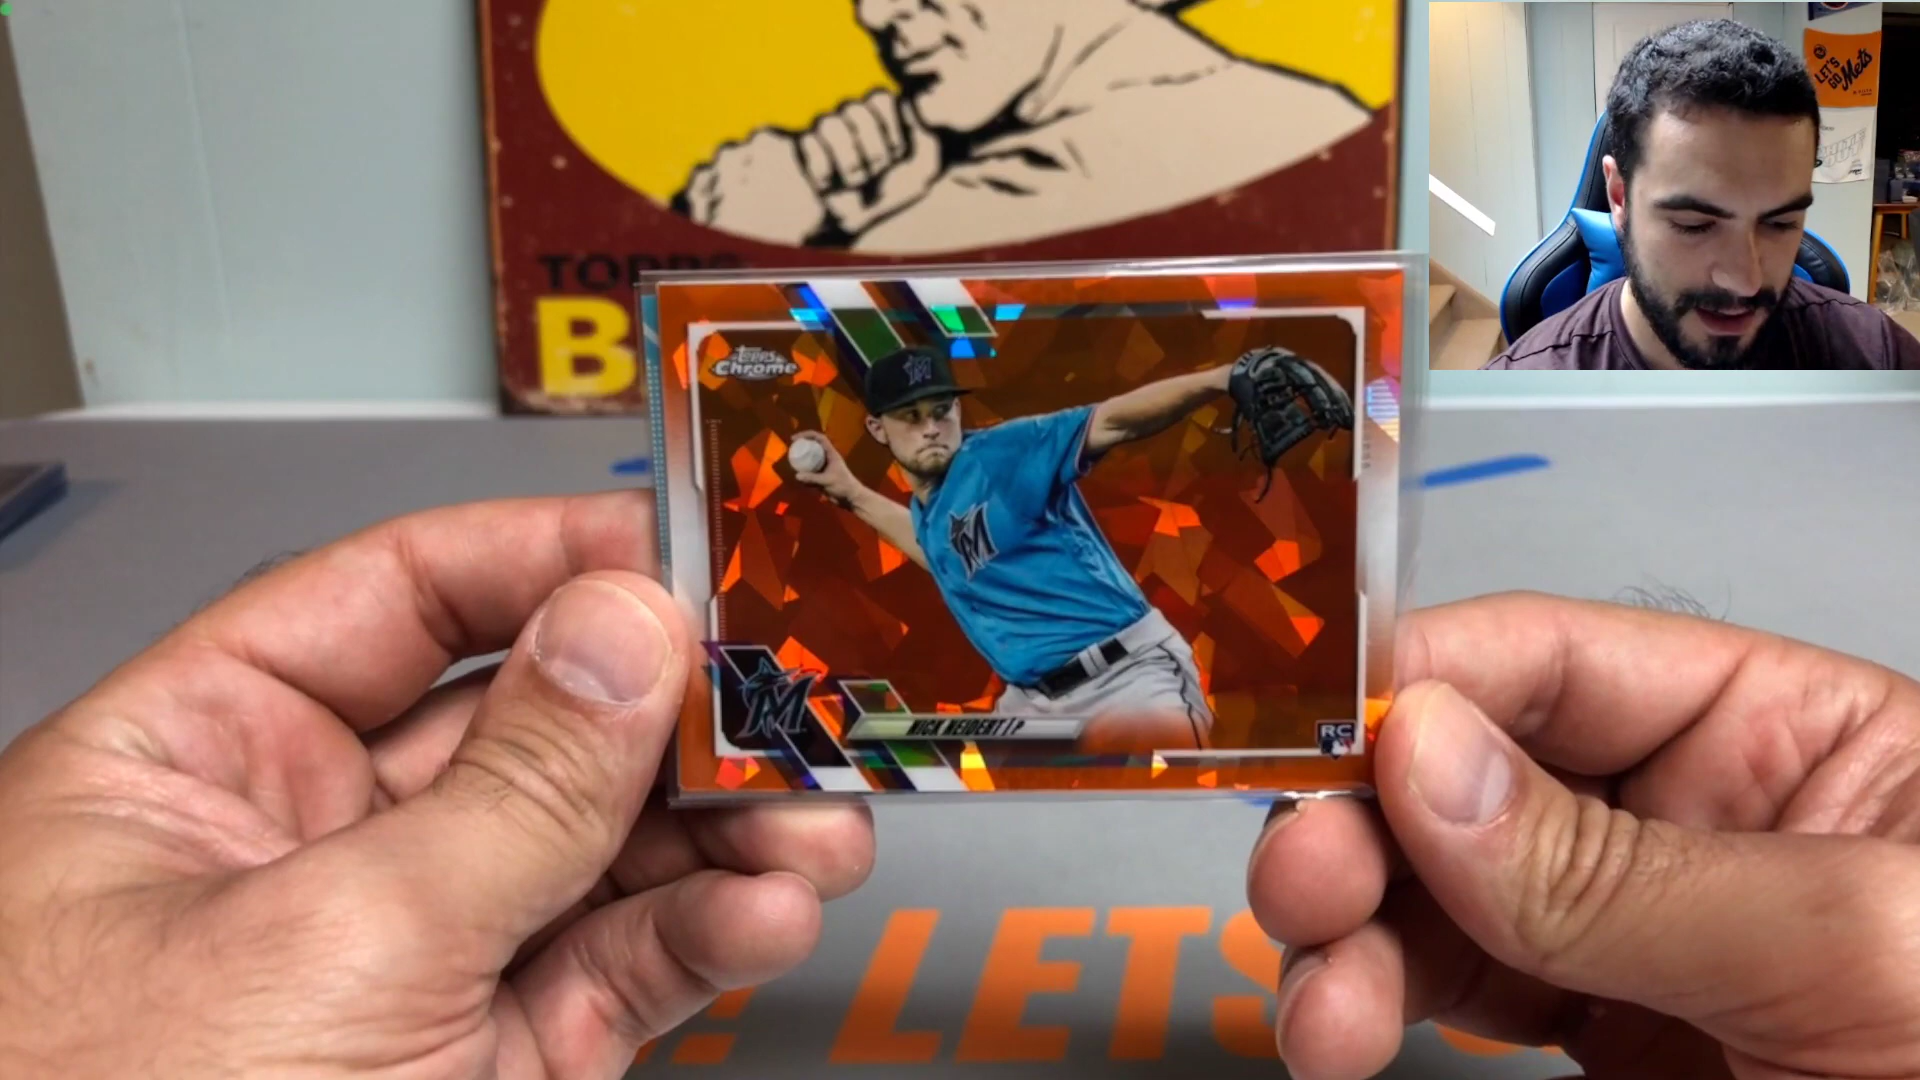 LET'S
GO Mets
TOPPS
B
Topps
Chrome
M
M
M
NICK NEIDERT | P
RC
! LETS G